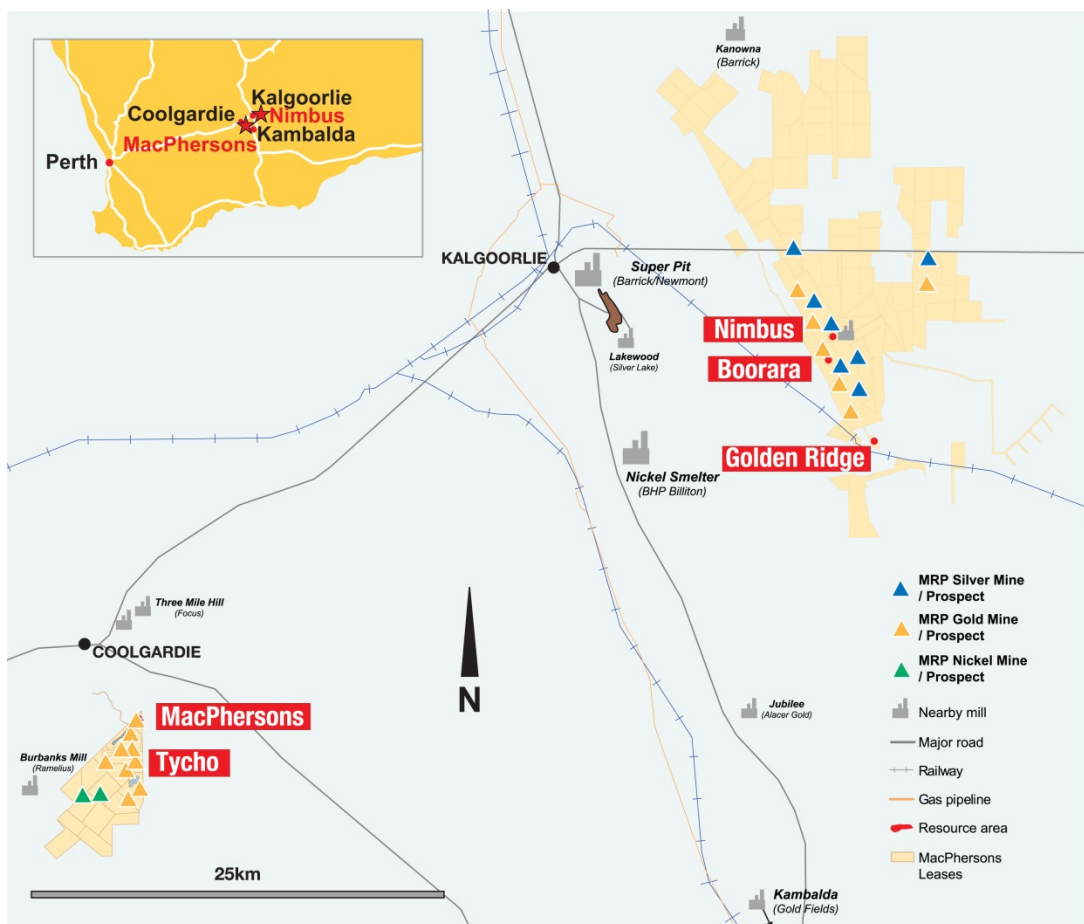 Kanowna
(Barrick)
Kalgoorlie
Coolgardie
Nimbus
Kambalda
MacPhersons
Perth
KALGOORLIE
Super Pit
(Barrick/Newmont)
Nimbus
Lakewood
(Silver Lake)
Boorara
Golden Ridge
Nickel Smelter
(BHP Billiton)
Three Mile Hill
(Focus)
COOLGARDIE
N
MacPhersons
Tycho
Burbanks Mill
(Ramelius)
Jubilee
(Alacer Gold)
25km
Kambalda
(Gold Fields)
MRP Silver Mine
/ Prospect
MRP Gold Mine
/ Prospect
MRP Nickel Mine
/ Prospect
Nearby mill
Major road
Railway
Gas pipeline
Resource area
MacPhersons
Leases